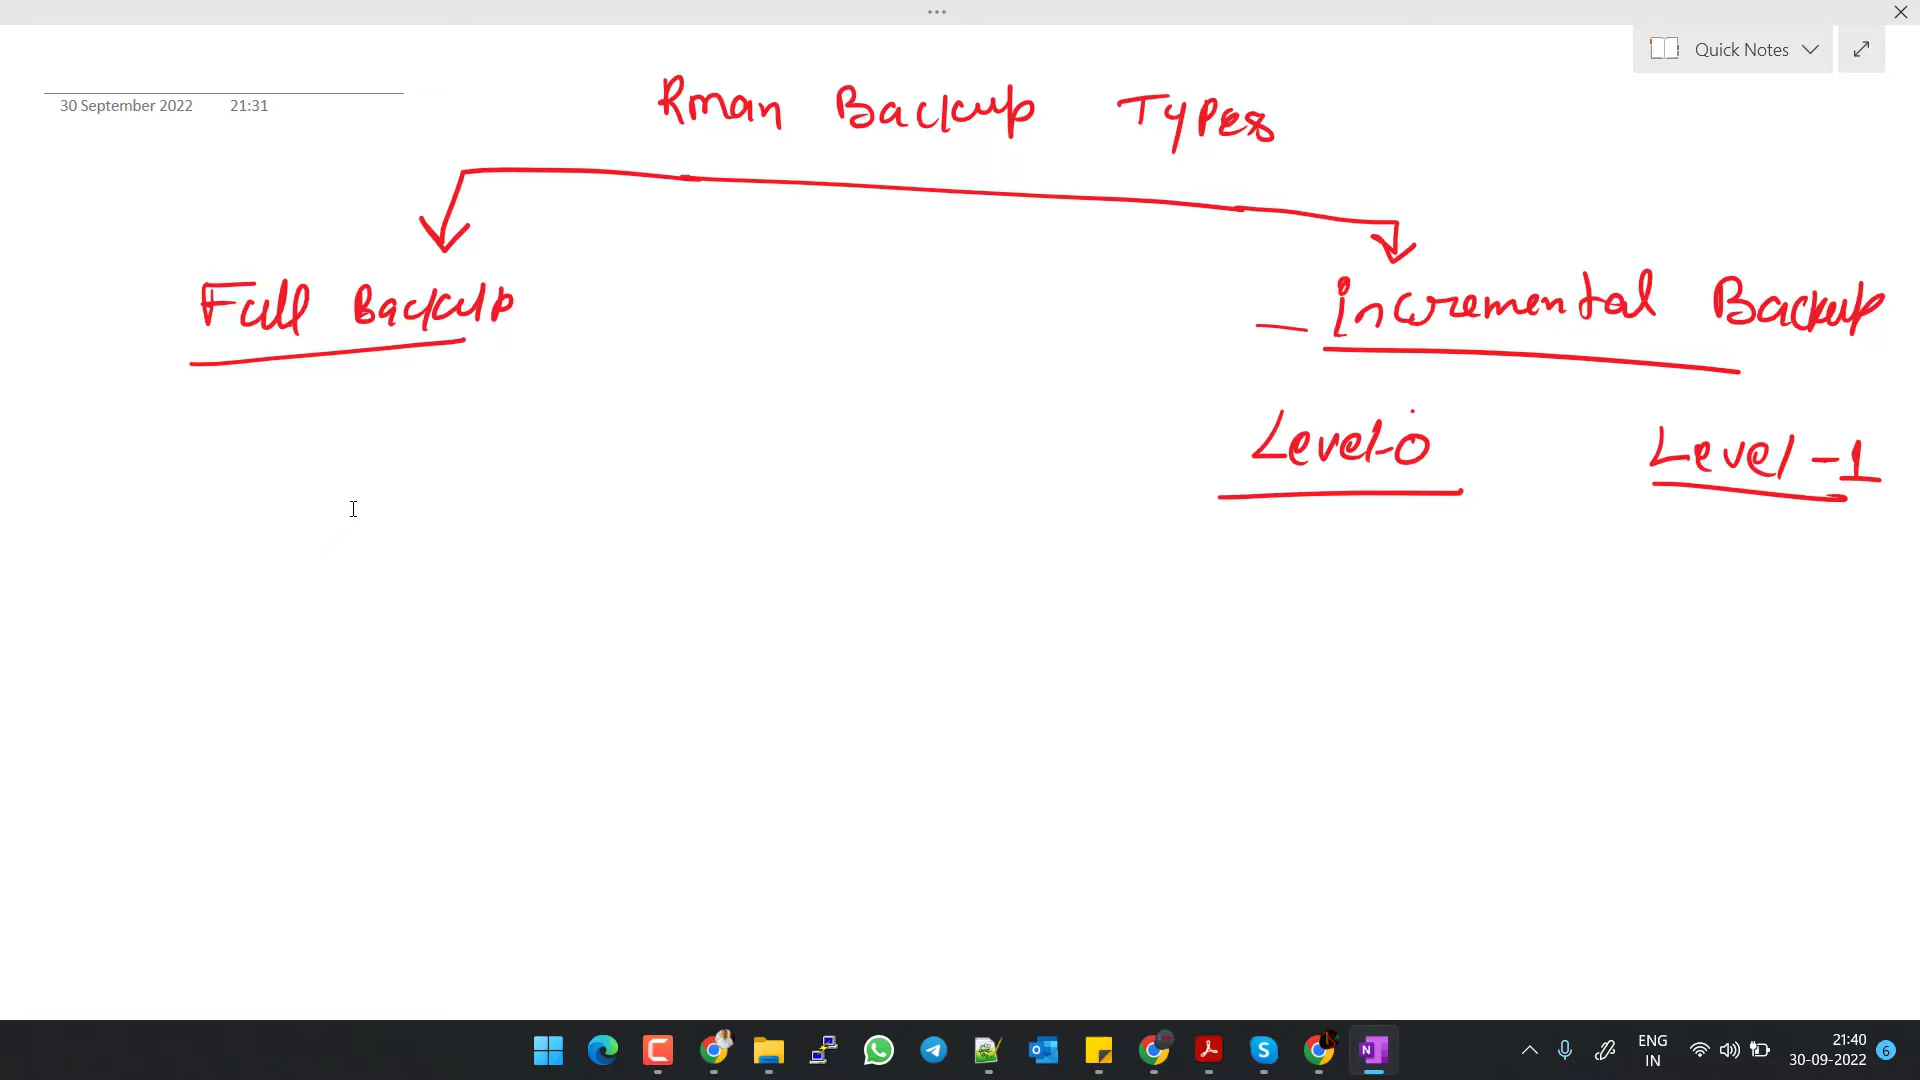 Quick Notes
30 September 2022 21:31
Rman Backup Types
Full Backup
Incremental Backup
Level-0 Level-1
ENG
IN
21:40
30-09-2022
6